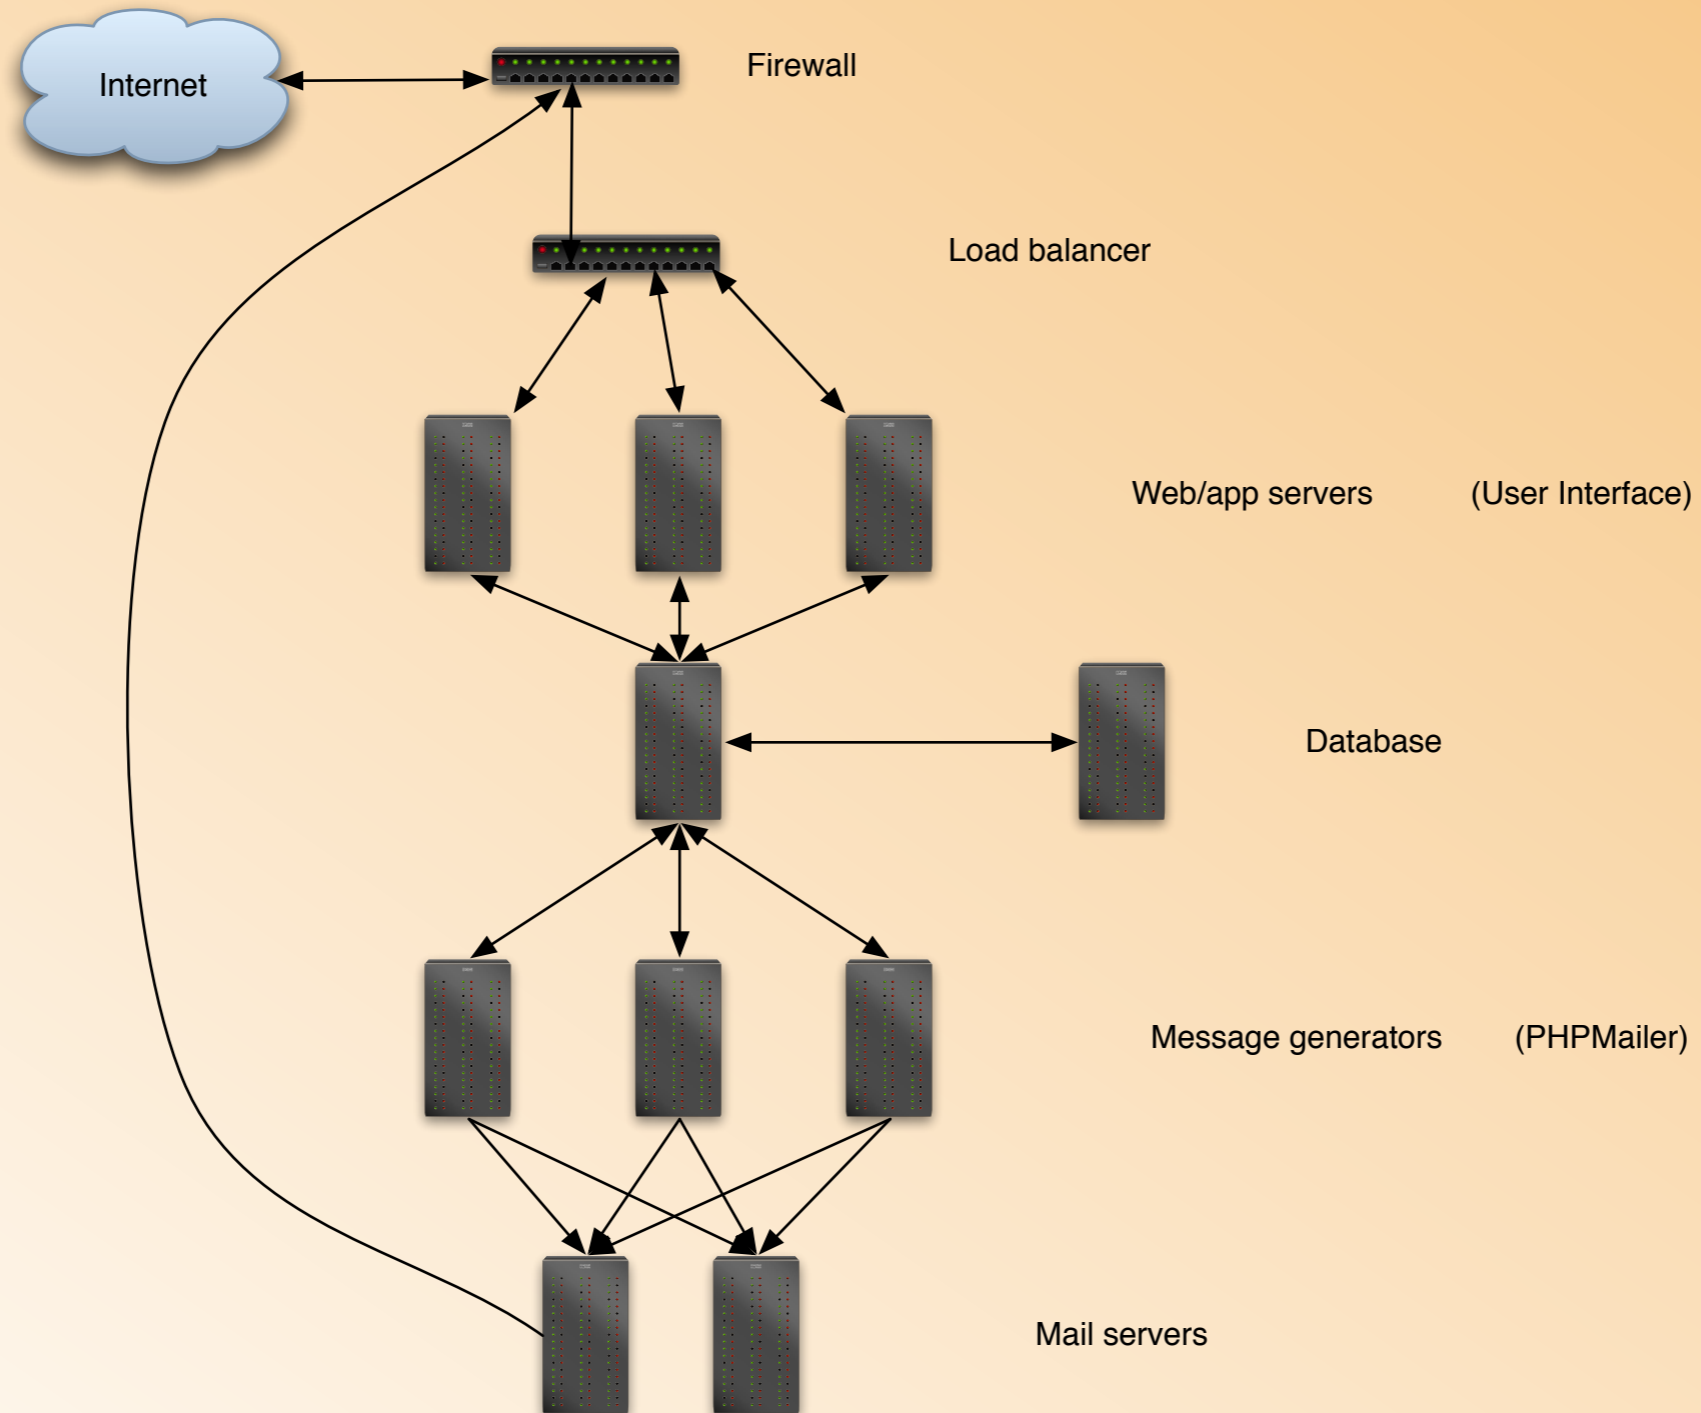 Internet
Firewall
Load balancer
Web/app servers (User Interface)
Database
Message generators (PHPMailer)
Mail servers